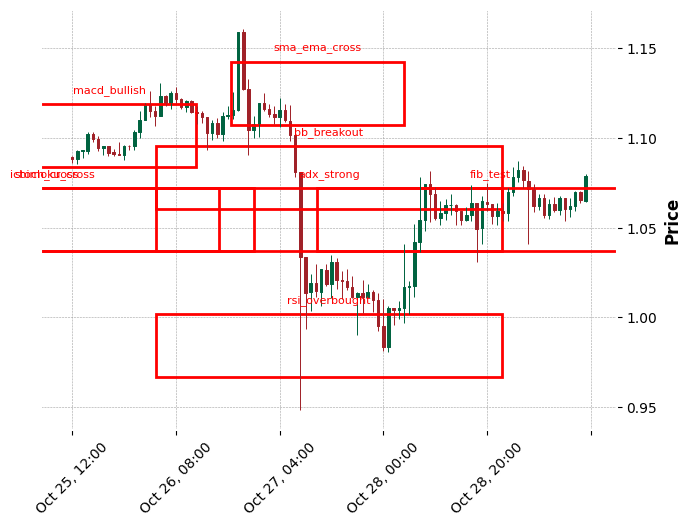 sma_ema_cross
macd_bullish
bb_breakout
stoch_cross
adx_strong
fib_test
rsi_overbought
1.15
1.10
1.05
1.00
0.95
Price
Oct 25, 12:00
Oct 26, 08:00
Oct 27, 04:00
Oct 28, 00:00
Oct 28, 20:00